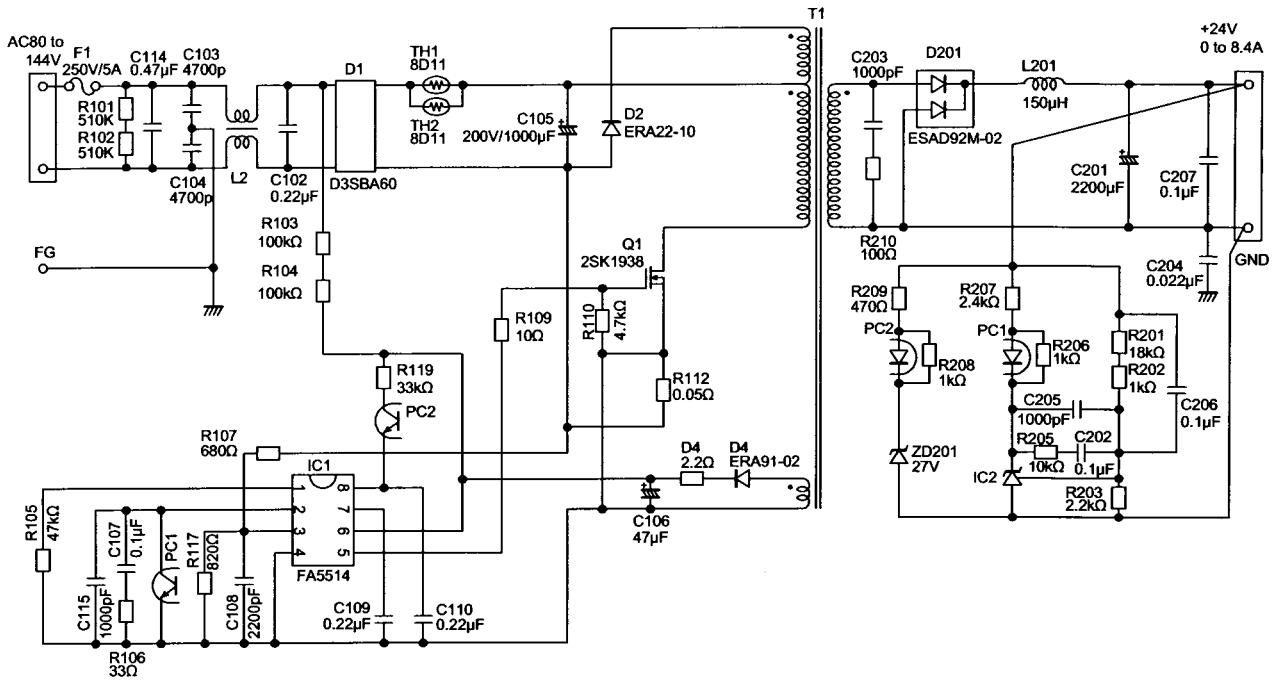 T1
AC80 to
144V
F1
250V/5A
C114
0.47µF
C103
4700p
R101
510K
R102
510K
C104
4700p
L2
C102
0.22µF
D1
D3SBA60
TH1
8D11
TH2
8D11
C105
200V/1000µF
D2
ERA22-10
C203
1000pF
D201
ESAD92M-02
L201
150µH
+24V
0 to 8.4A
C201
2200µF
C207
0.1µF
R210
100Ω
C204
0.022µF
GND
FG
R103
100kΩ
R104
100kΩ
Q1
2SK1938
R109
10Ω
R110
4.7kΩ
R112
0.05Ω
R119
33kΩ
PC2
R107
680Ω
IC1
1
2
3
4
8
7
6
5
FA5514
D4
2.2Ω
D4
ERA91-02
C106
47µF
R105
47kΩ
C115
1000pF
C107
0.1µF
R106
33Ω
PC1
R117
820Ω
C108
2200pF
C109
0.22µF
C110
0.22µF
R209
470Ω
PC2
R208
1kΩ
ZD201
27V
R207
2.4kΩ
PC1
R206
1kΩ
C205
1000pF
R205
10kΩ
C202
0.1µF
IC2
R201
18kΩ
R202
1kΩ
C206
0.1µF
R203
2.2kΩ